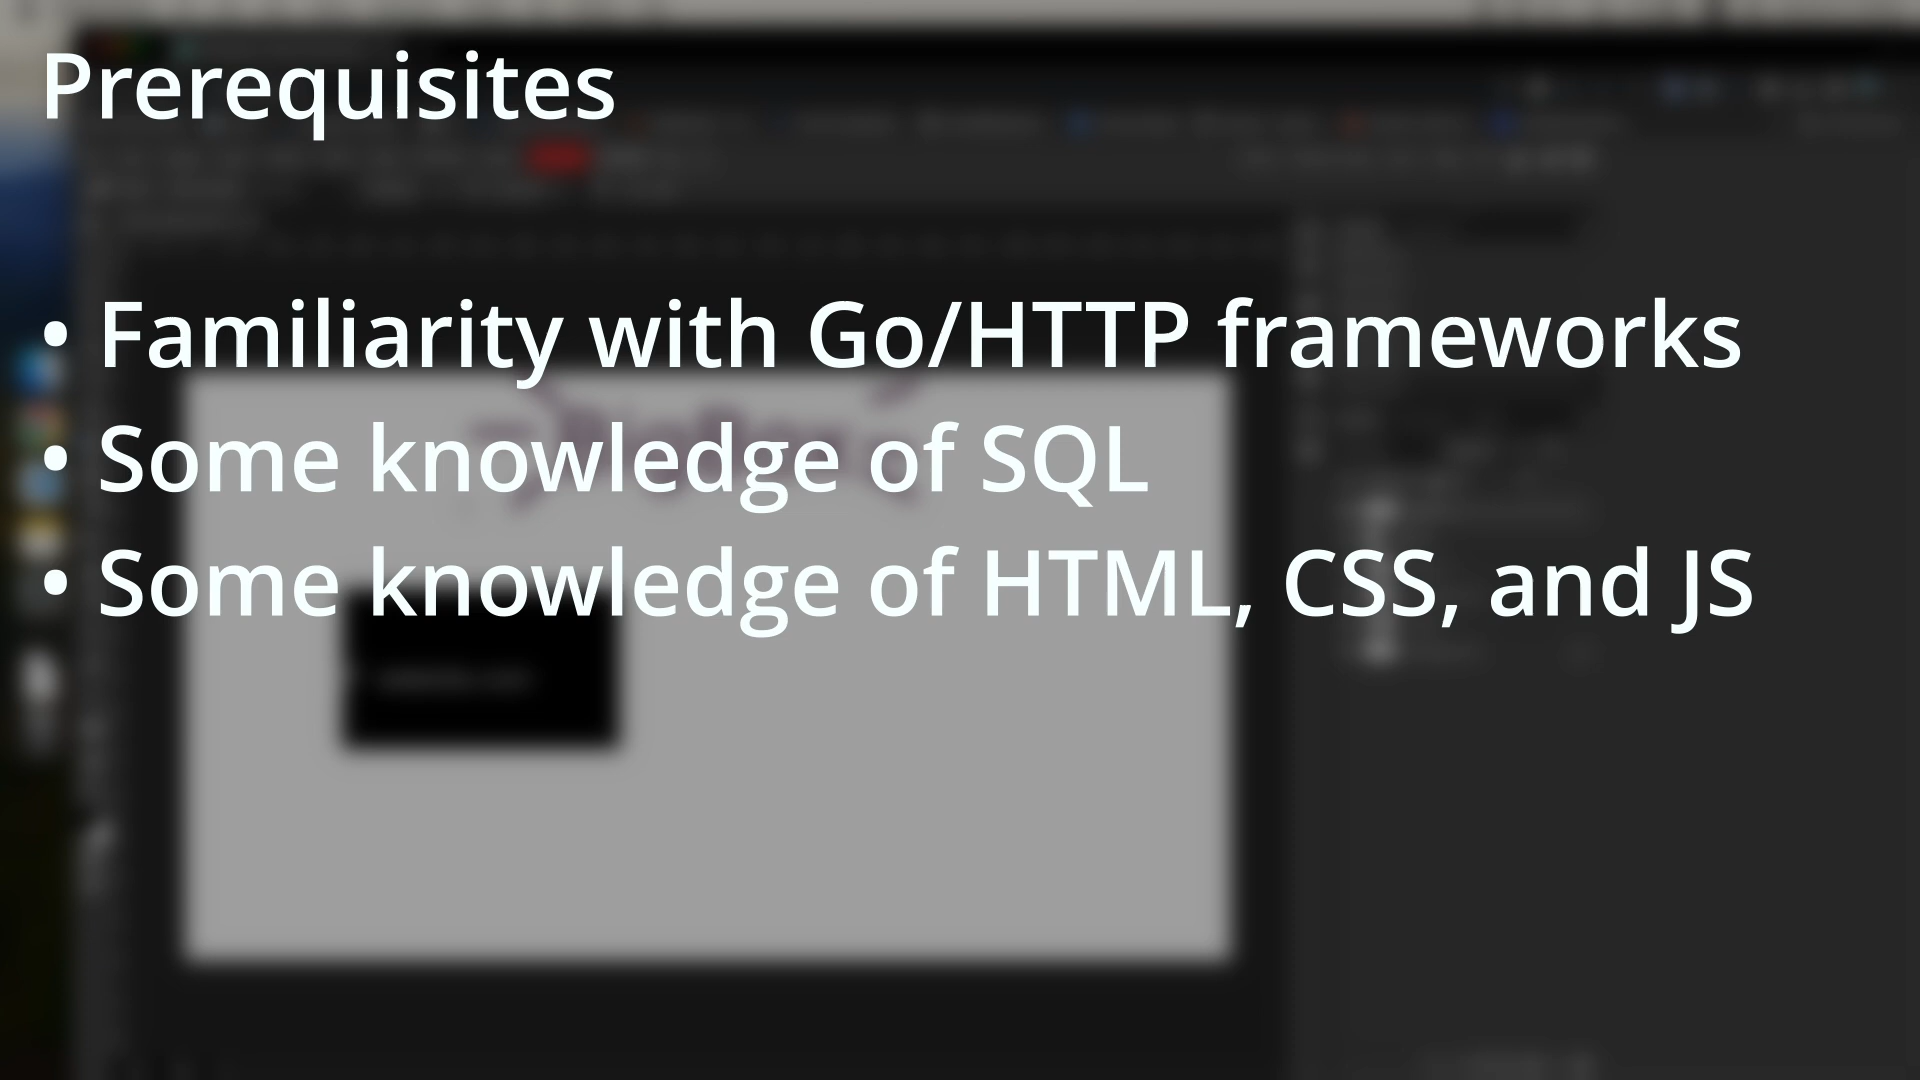 Prerequisites
• Familiarity with Go/HTTP frameworks
• Some knowledge of SQL
• Some knowledge of HTML, CSS, and JS